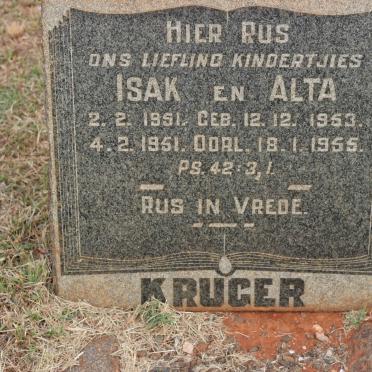 HIER RUS
ONS LIEFLING KINDERTJIES
ISAK EN ALTA
2.2.1951. GEB. 12.12.1953.
4.2.1951. OORL. 18.1.1955.
PS. 42:3,1.
RUS IN VREDE.
KRUGER